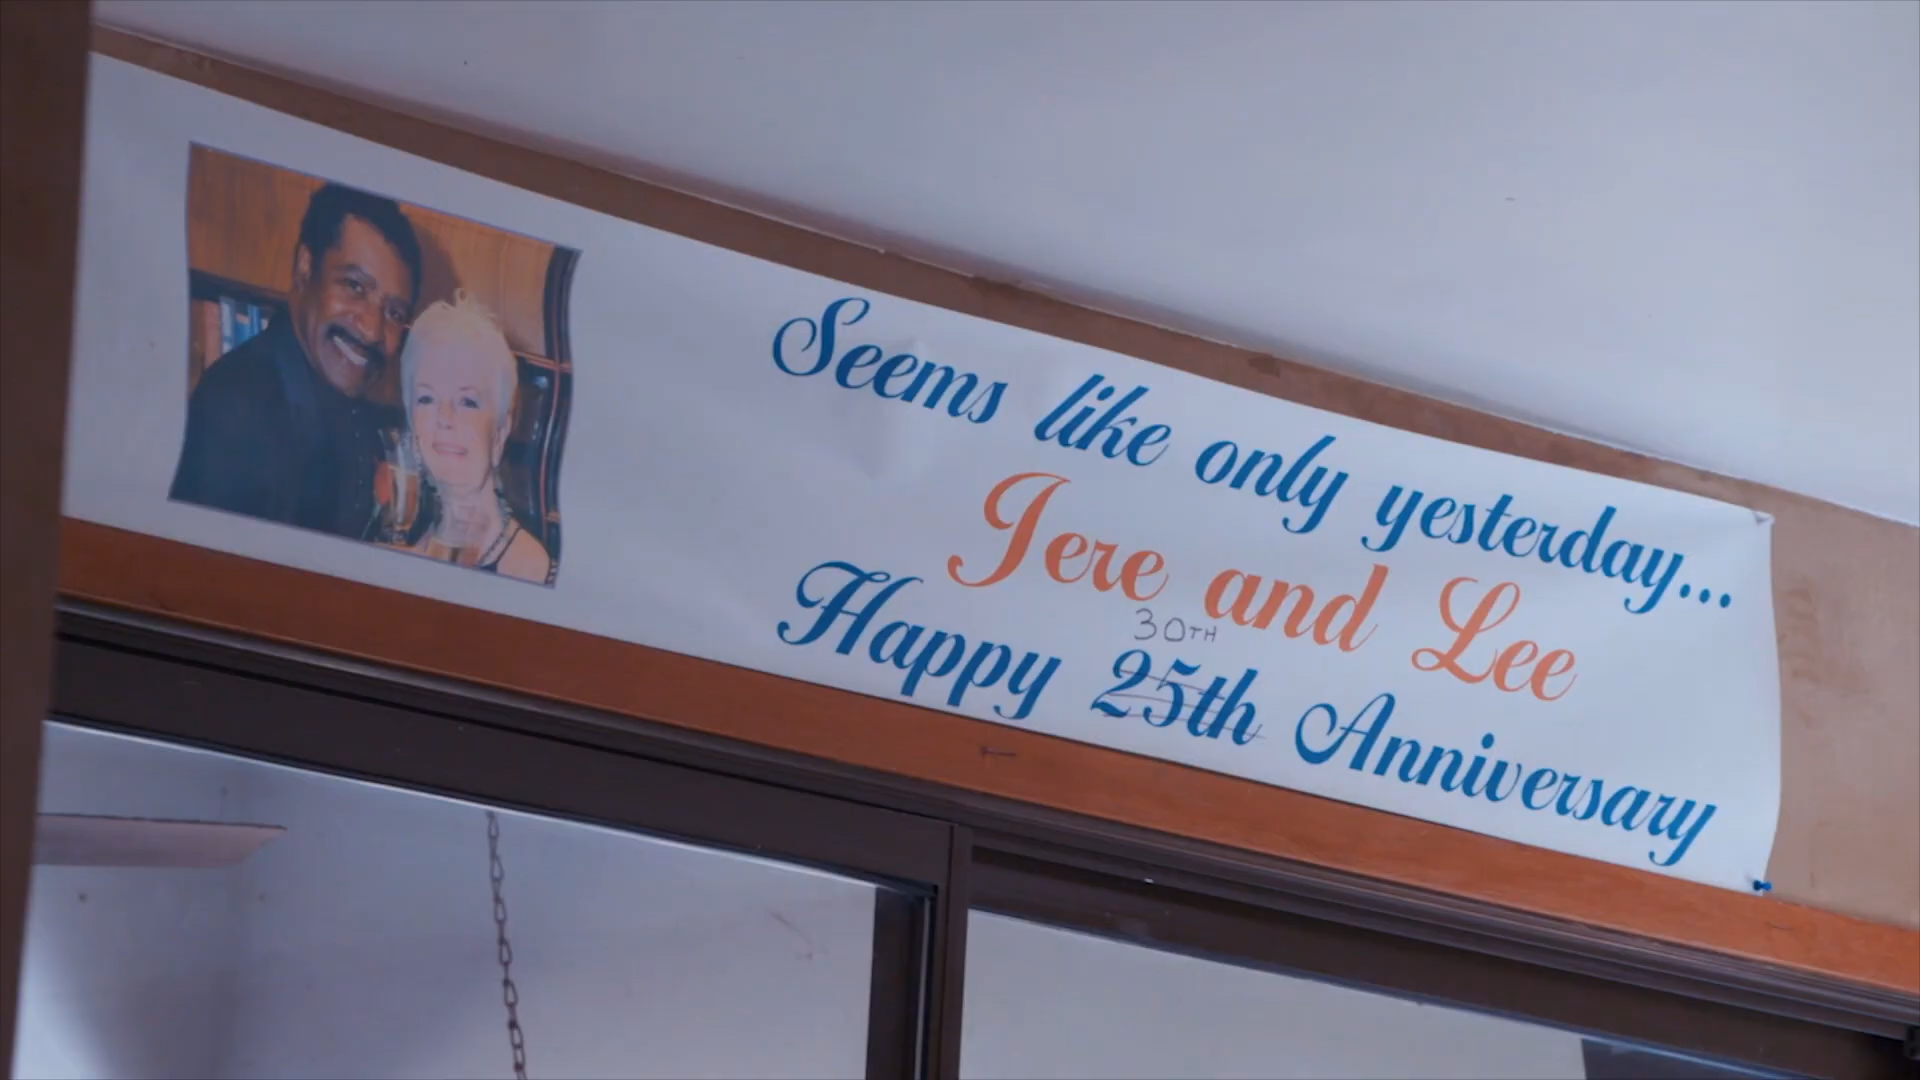 Seems like only yesterday...
Jere and Lee
30TH
Happy 25th Anniversary